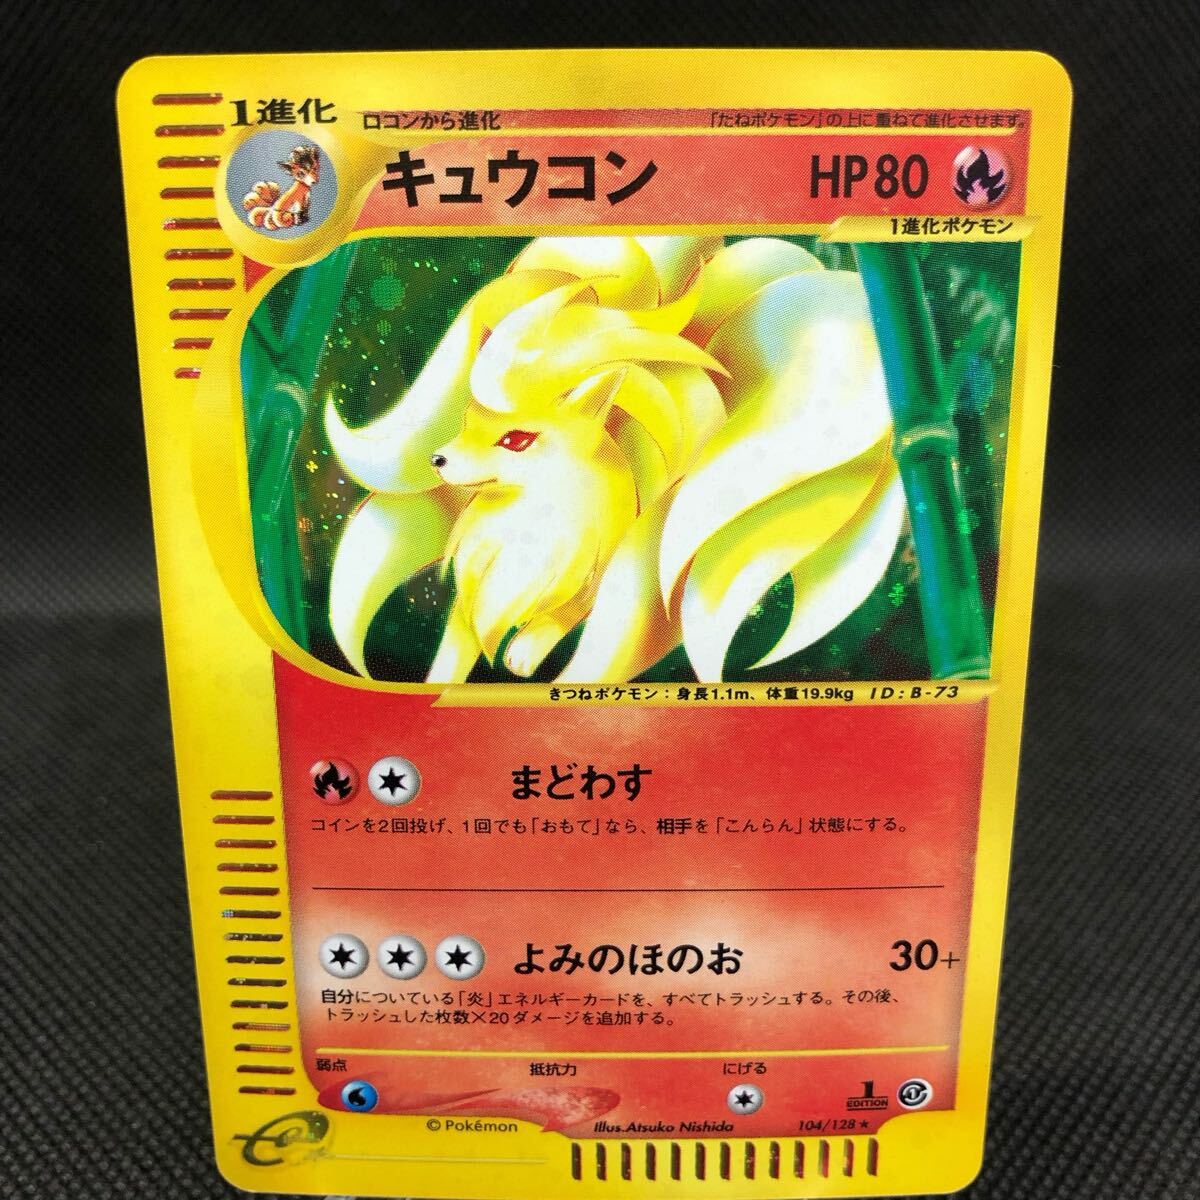 1進化
ロコンから進化
「たねポケモン」の上に重ねて進化させます。
キュウコン
HP80
1進化ポケモン
きつねポケモン：身長1.1m、体重19.9kg ID:B-73
まどわす
コインを2回投げ、1回でも「おもて」なら、相手を「こんらん」状態にする。
よみのほのお 30+
自分についている「炎」エネルギーカードを、すべてトラッシュする。その後、
トラッシュした枚数×20ダメージを追加する。
弱点 抵抗力 にげる
1 EDITION
©Pokémon Illus.Atsuko Nishida 104/128★